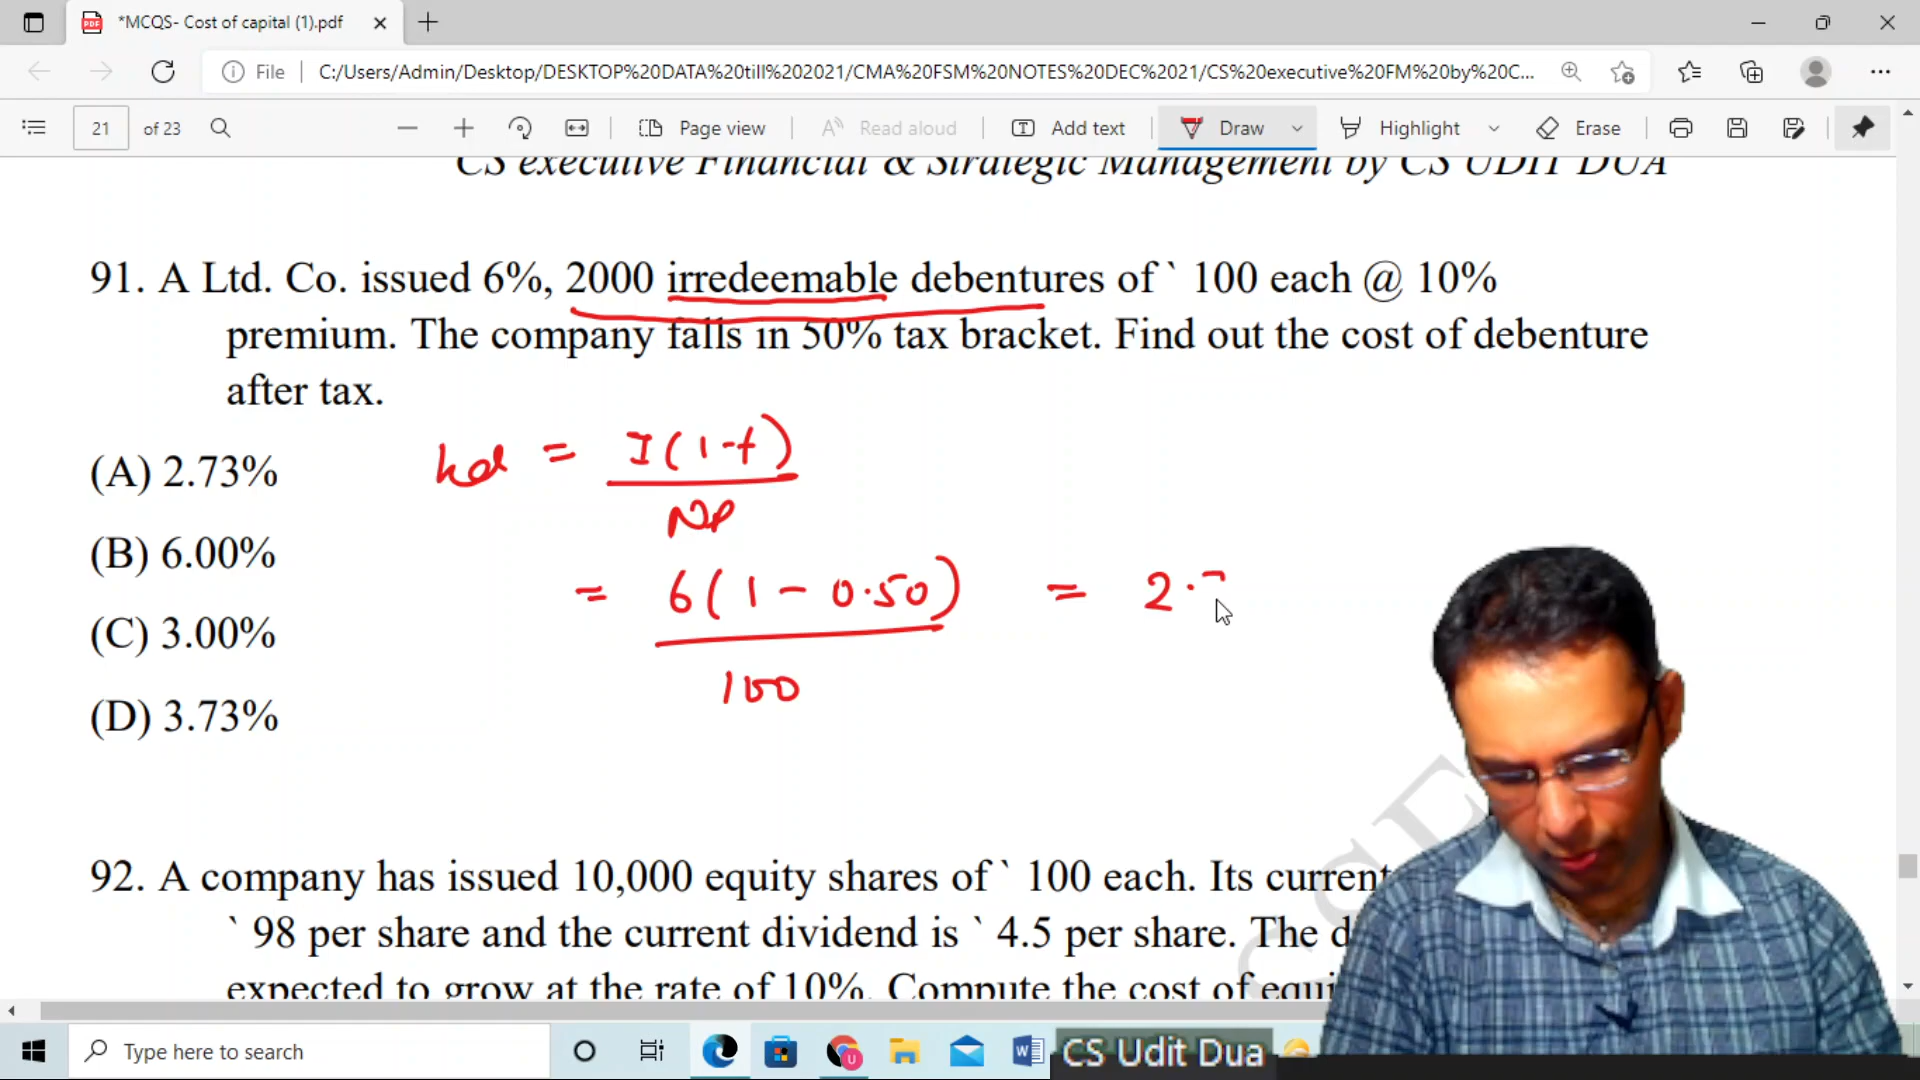 *MCQS- Cost of capital (1).pdf
File
C:/Users/Admin/Desktop/DESKTOP%20DATA%20till%202021/CMA%20FSM%20NOTES%20DEC%2021/CS%20executive%20FM%20by%20C...
21 of 23
Page view
Read aloud
Add text
Draw
Highlight
Erase
CS executive Financial & Strategic Management by CS UDIT DUA
91. A Ltd. Co. issued 6%, 2000 irredeemable debentures of ` 100 each @ 10%
premium. The company falls in 50% tax bracket. Find out the cost of debenture
after tax.
kd = I(1-t)
NP
(A) 2.73%
(B) 6.00%
= 6(1 - 0.50) = 2.7
100
(C) 3.00%
(D) 3.73%
92. A company has issued 10,000 equity shares of ` 100 each. Its current
` 98 per share and the current dividend is ` 4.5 per share. The d
expected to grow at the rate of 10%. Compute the cost of equi
CSE
Type here to search
CS Udit Dua